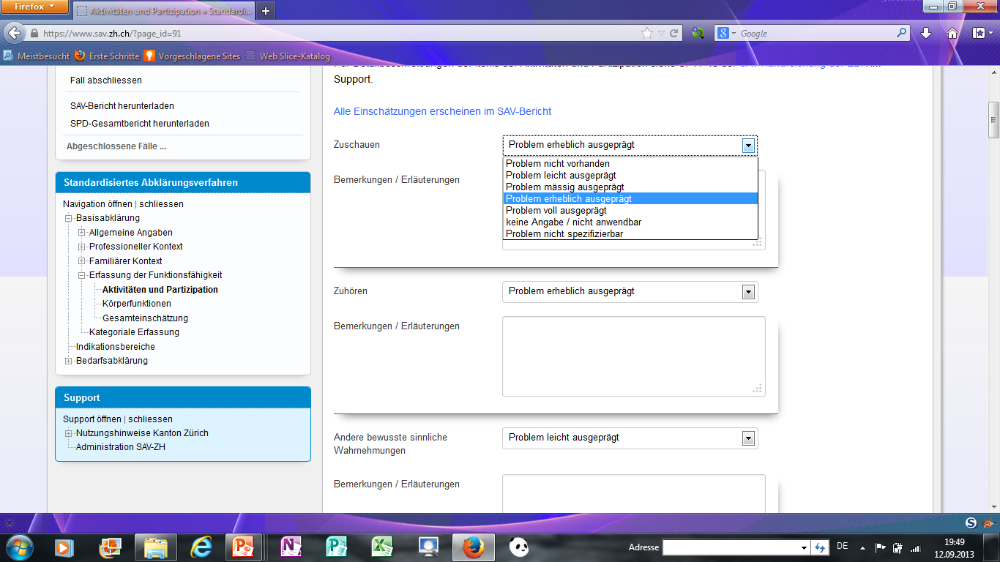 Firefox
Aktivitäten und Partizipation » Standardi...
https://www.sav.zh.ch/?page_id=91
Google
Meistbesucht
Erste Schritte
Vorgeschlagene Sites
Web Slice-Katalog
Fall abschliessen
SAV-Bericht herunterladen
SPD-Gesamtbericht herunterladen
Abgeschlossene Fälle ...
Standardisiertes Abklärungsverfahren
Navigation öffnen | schliessen
Basisabklärung
Allgemeine Angaben
Professioneller Kontext
Familiärer Kontext
Erfassung der Funktionsfähigkeit
Aktivitäten und Partizipation
Körperfunktionen
Gesamteinschätzung
Kategoriale Erfassung
Indikationsbereiche
Bedarfsabklärung
Support
Support öffnen | schliessen
Nutzungshinweise Kanton Zürich
Administration SAV-ZH
Support.
Alle Einschätzungen erscheinen im SAV-Bericht
Zuschauen
Problem erheblich ausgeprägt
Problem nicht vorhanden
Problem leicht ausgeprägt
Problem mässig ausgeprägt
Problem erheblich ausgeprägt
Problem voll ausgeprägt
keine Angabe / nicht anwendbar
Problem nicht spezifizierbar
Bemerkungen / Erläuterungen
Zuhören
Problem erheblich ausgeprägt
Bemerkungen / Erläuterungen
Andere bewusste sinnliche
Wahrnehmungen
Problem leicht ausgeprägt
Bemerkungen / Erläuterungen
Adresse
DE
19:49
12.09.2013